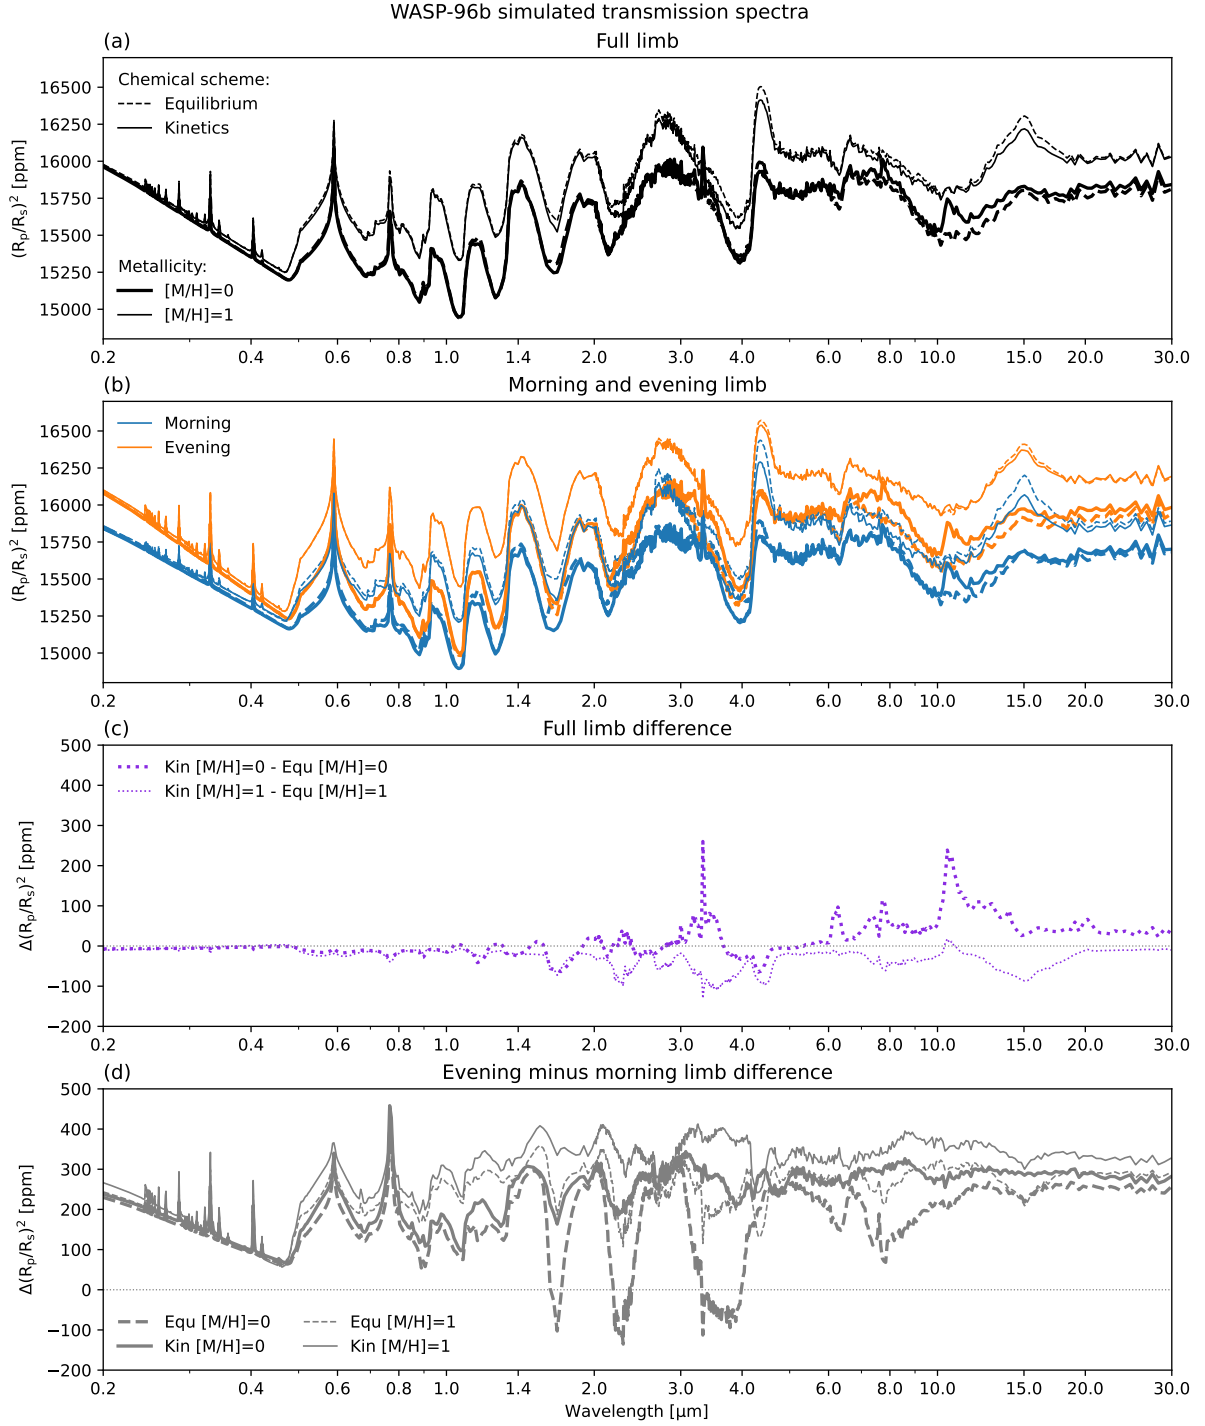 WASP-96b simulated transmission spectra
(a)
Full limb
Chemical scheme:
Equilibrium
Kinetics
Metallicity:
[M/H]=0
[M/H]=1
(Rp/Rs)² [ppm]
16500
16250
16000
15750
15500
15250
15000
0.2 0.4 0.6 0.8 1.0 1.4 2.0 3.0 4.0 6.0 8.0 10.0 15.0 20.0 30.0
(b)
Morning and evening limb
Morning
Evening
(Rp/Rs)² [ppm]
16500
16250
16000
15750
15500
15250
15000
0.2 0.4 0.6 0.8 1.0 1.4 2.0 3.0 4.0 6.0 8.0 10.0 15.0 20.0 30.0
(c)
Full limb difference
Kin [M/H]=0 - Equ [M/H]=0
Kin [M/H]=1 - Equ [M/H]=1
Δ(Rp/Rs)² [ppm]
500
400
300
200
100
0
−100
−200
0.2 0.4 0.6 0.8 1.0 1.4 2.0 3.0 4.0 6.0 8.0 10.0 15.0 20.0 30.0
(d)
Evening minus morning limb difference
Δ(Rp/Rs)² [ppm]
500
400
300
200
100
0
−100
−200
Equ [M/H]=0
Kin [M/H]=0
Equ [M/H]=1
Kin [M/H]=1
0.2 0.4 0.6 0.8 1.0 1.4 2.0 3.0 4.0 6.0 8.0 10.0 15.0 20.0 30.0
Wavelength [μm]